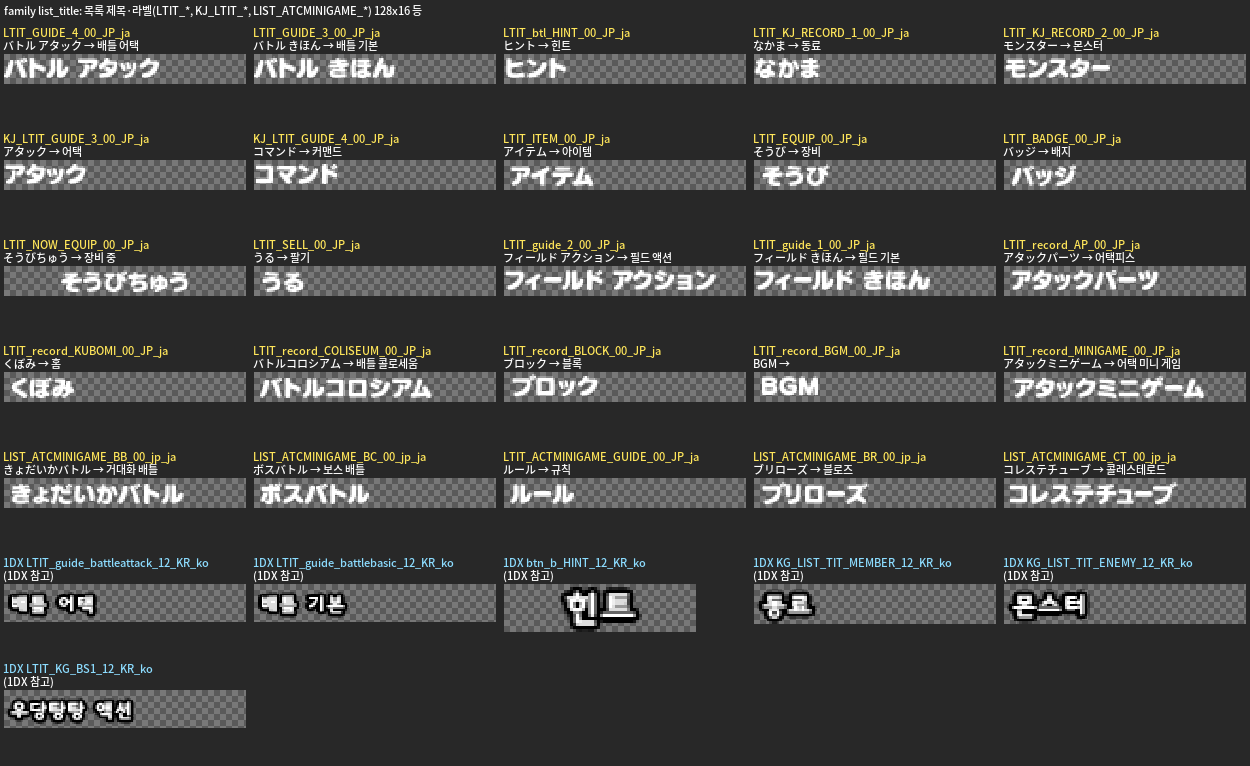 family list_title: 목록 제목·라벨(LTIT_*, KJ_LTIT_*, LIST_ATCMINIGAME_*) 128x16 등
LTIT_GUIDE_4_00_JP_ja
バトル アタック → 배틀 어택
バトル アタック
LTIT_GUIDE_3_00_JP_ja
バトル きほん → 배틀 기본
バトル きほん
LTIT_btl_HINT_00_JP_ja
ヒント → 힌트
ヒント
LTIT_KJ_RECORD_1_00_JP_ja
なかま → 동료
なかま
LTIT_KJ_RECORD_2_00_JP_ja
モンスター → 몬스터
モンスター
KJ_LTIT_GUIDE_3_00_JP_ja
アタック → 어택
アタック
KJ_LTIT_GUIDE_4_00_JP_ja
コマンド → 커맨드
コマンド
LTIT_ITEM_00_JP_ja
アイテム → 아이템
アイテム
LTIT_EQUIP_00_JP_ja
そうび → 장비
そうび
LTIT_BADGE_00_JP_ja
バッジ → 배지
バッジ
LTIT_NOW_EQUIP_00_JP_ja
そうびちゅう → 장비 중
そうびちゅう
LTIT_SELL_00_JP_ja
うる → 팔기
うる
LTIT_guide_2_00_JP_ja
フィールド アクション → 필드 액션
フィールド アクション
LTIT_guide_1_00_JP_ja
フィールド きほん → 필드 기본
フィールド きほん
LTIT_record_AP_00_JP_ja
アタックパーツ → 어택피스
アタックパーツ
LTIT_record_KUBOMI_00_JP_ja
くぼみ → 홈
くぼみ
LTIT_record_COLISEUM_00_JP_ja
バトルコロシアム → 배틀 콜로세움
バトルコロシアム
LTIT_record_BLOCK_00_JP_ja
ブロック → 블록
ブロック
LTIT_record_BGM_00_JP_ja
BGM →
BGM
LTIT_record_MINIGAME_00_JP_ja
アタックミニゲーム → 어택 미니 게임
アタックミニゲーム
LIST_ATCMINIGAME_BB_00_jp_ja
きょだいかバトル → 거대화 배틀
きょだいかバトル
LIST_ATCMINIGAME_BC_00_jp_ja
ボスバトル → 보스 배틀
ボスバトル
LTIT_ACTMINIGAME_GUIDE_00_JP_ja
ルール → 규칙
ルール
LIST_ATCMINIGAME_BR_00_jp_ja
ブリローズ → 블로즈
ブリローズ
LIST_ATCMINIGAME_CT_00_jp_ja
コレステチューブ → 콜레스테로드
コレステチューブ
1DX LTIT_guide_battleattack_12_KR_ko
(1DX 참고)
배틀 어택
1DX LTIT_guide_battlebasic_12_KR_ko
(1DX 참고)
배틀 기본
1DX btn_b_HINT_12_KR_ko
(1DX 참고)
힌트
1DX KG_LIST_TIT_MEMBER_12_KR_ko
(1DX 참고)
동료
1DX KG_LIST_TIT_ENEMY_12_KR_ko
(1DX 참고)
몬스터
1DX LTIT_KG_BS1_12_KR_ko
(1DX 참고)
우당탕탕 액션